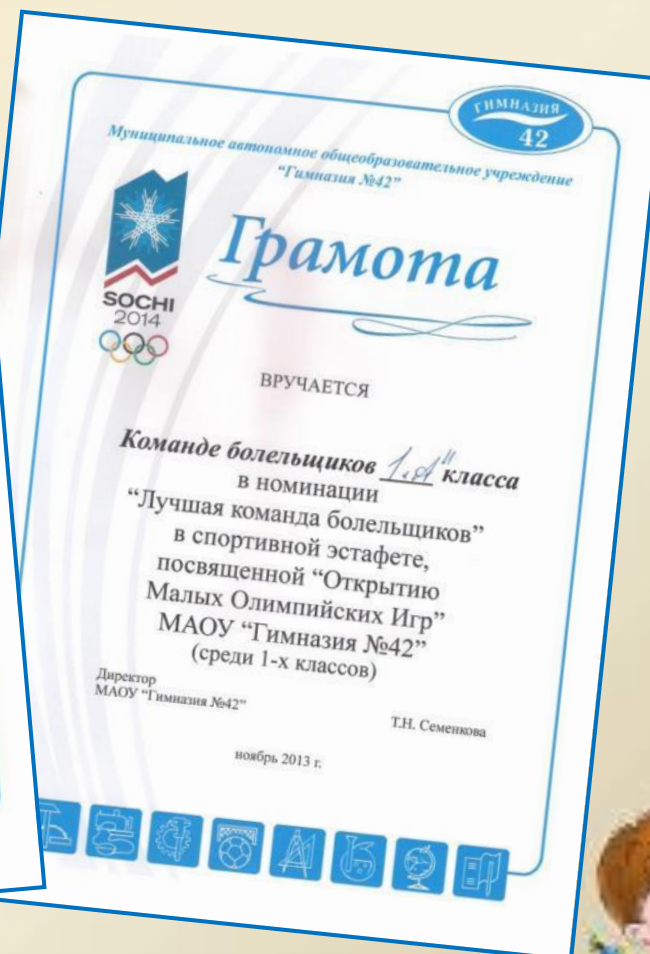 ГИМНАЗИЯ
42
Муниципальное автономное общеобразовательное учреждение
“Гимназия №42”
Грамота
SOCHI
2014
ВРУЧАЕТСЯ
Команде болельщиков 1 „А" класса
в номинации
“Лучшая команда болельщиков”
в спортивной эстафете,
посвященной “Открытию
Малых Олимпийских Игр”
МАОУ “Гимназия №42”
(среди 1-х классов)
Директор
МАОУ “Гимназия №42”
Т.Н. Семенкова
ноябрь 2013 г.